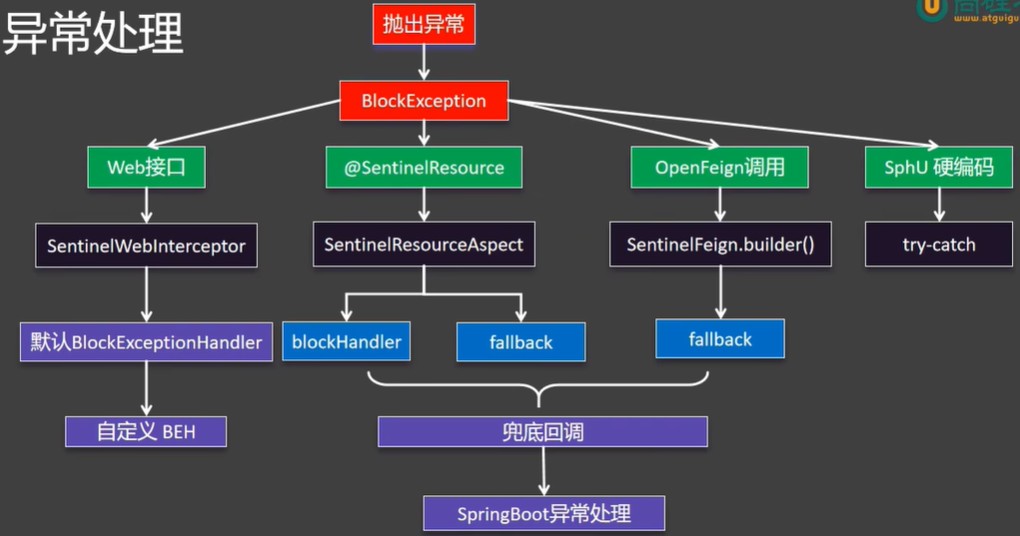 异常处理
抛出异常
www.atguigu
BlockException
Web接口
@SentinelResource
OpenFeign调用
SphU 硬编码
SentinelWebInterceptor
SentinelResourceAspect
SentinelFeign.builder()
try-catch
默认BlockExceptionHandler
blockHandler
fallback
fallback
自定义 BEH
兜底回调
SpringBoot异常处理